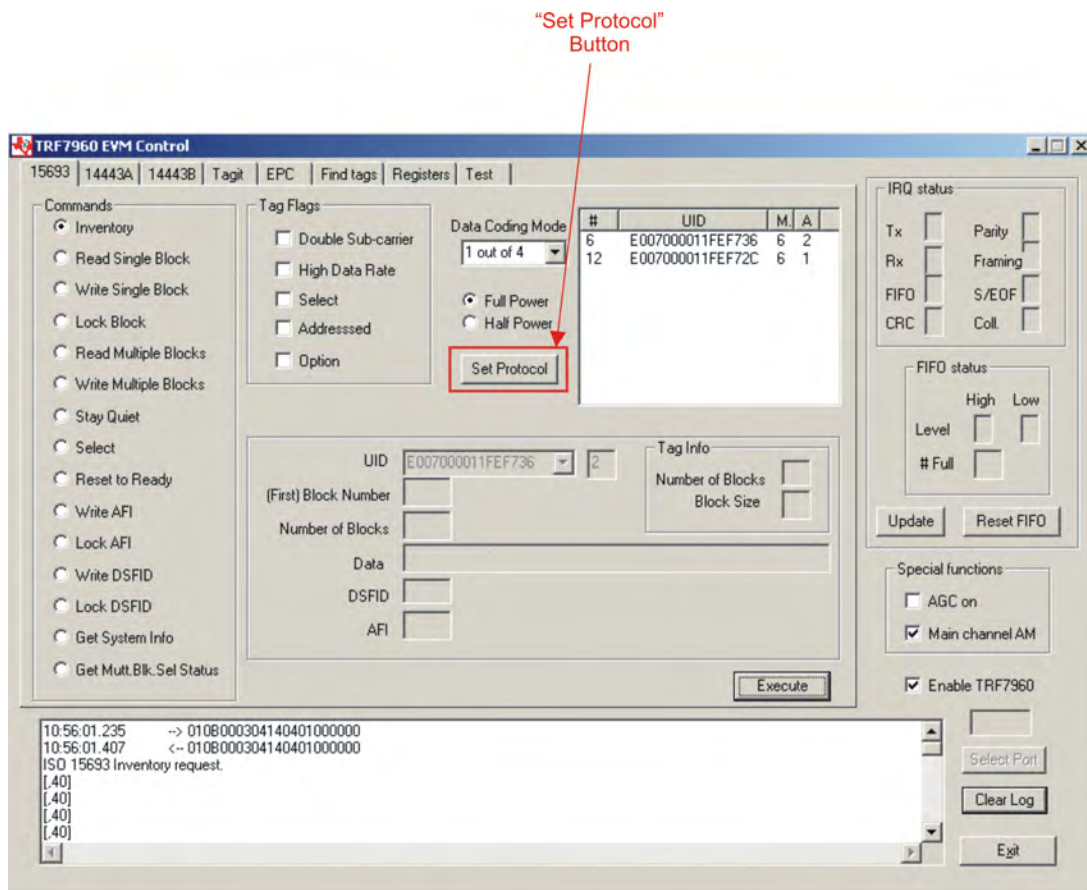 “Set Protocol”
Button
TRF7960 EVM Control
15693 14443A 14443B Tagit EPC Find tags Registers Test
Commands
Inventory
Read Single Block
Write Single Block
Lock Block
Read Multiple Blocks
Write Multiple Blocks
Stay Quiet
Select
Reset to Ready
Write AFI
Lock AFI
Write DSFID
Lock DSFID
Get System Info
Get Mutt.Blk.Sel Status
Tag Flags
Double Sub-carrier
High Data Rate
Select
Addresssed
Option
Data Coding Mode
1 out of 4
Full Power
Half Power
Set Protocol
# UID M. A
6 E007000011FEF736 6 2
12 E007000011FEF72C 6 1
UID E007000011FEF736 2
(First) Block Number
Number of Blocks
Data
DSFID
AFI
Tag Info
Number of Blocks
Block Size
Execute
IRQ status
Tx Parity
Rx Framing
FIFO S/EOF
CRC Coll.
FIFO status
High Low
Level
# Full
Update Reset FIFO
Special functions
AGC on
Main channel AM
Enable TRF7960
Select Port
Clear Log
Exit
10:56:01.235 --> 010B000304140401000000
10:56:01.407 <-- 010B000304140401000000
ISO 15693 Inventory request.
[,40]
[,40]
[,40]
[,40]